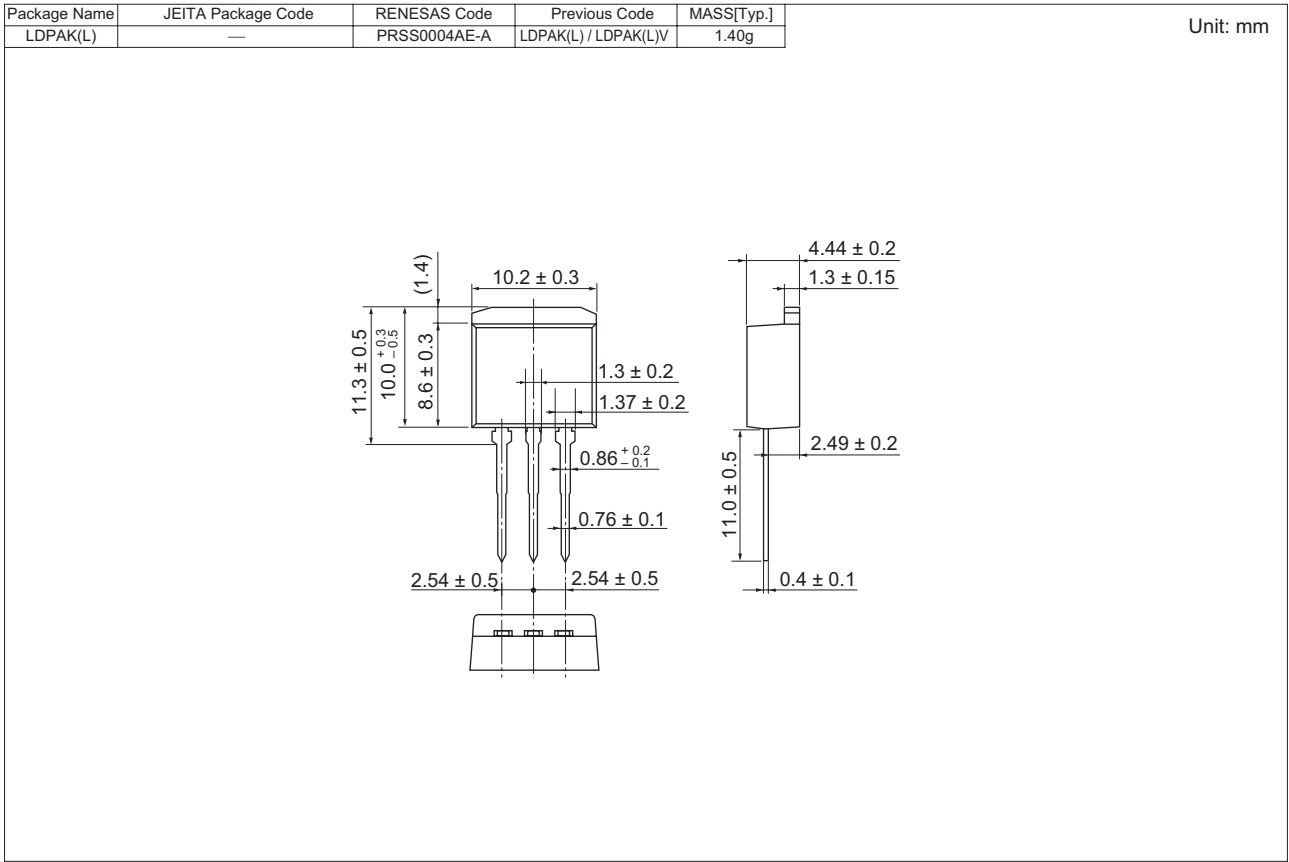 Package Name JEITA Package Code RENESAS Code Previous Code MASS[Typ.]
LDPAK(L) — PRSS0004AE-A LDPAK(L) / LDPAK(L)V 1.40g
Unit: mm
4.44 ± 0.2
(1.4)
10.2 ± 0.3
1.3 ± 0.15
11.3 ± 0.5
10.0 + 0.3 – 0.5
8.6 ± 0.3
1.3 ± 0.2
1.37 ± 0.2
2.49 ± 0.2
0.86 + 0.2 – 0.1
11.0 ± 0.5
0.76 ± 0.1
2.54 ± 0.5 2.54 ± 0.5
0.4 ± 0.1